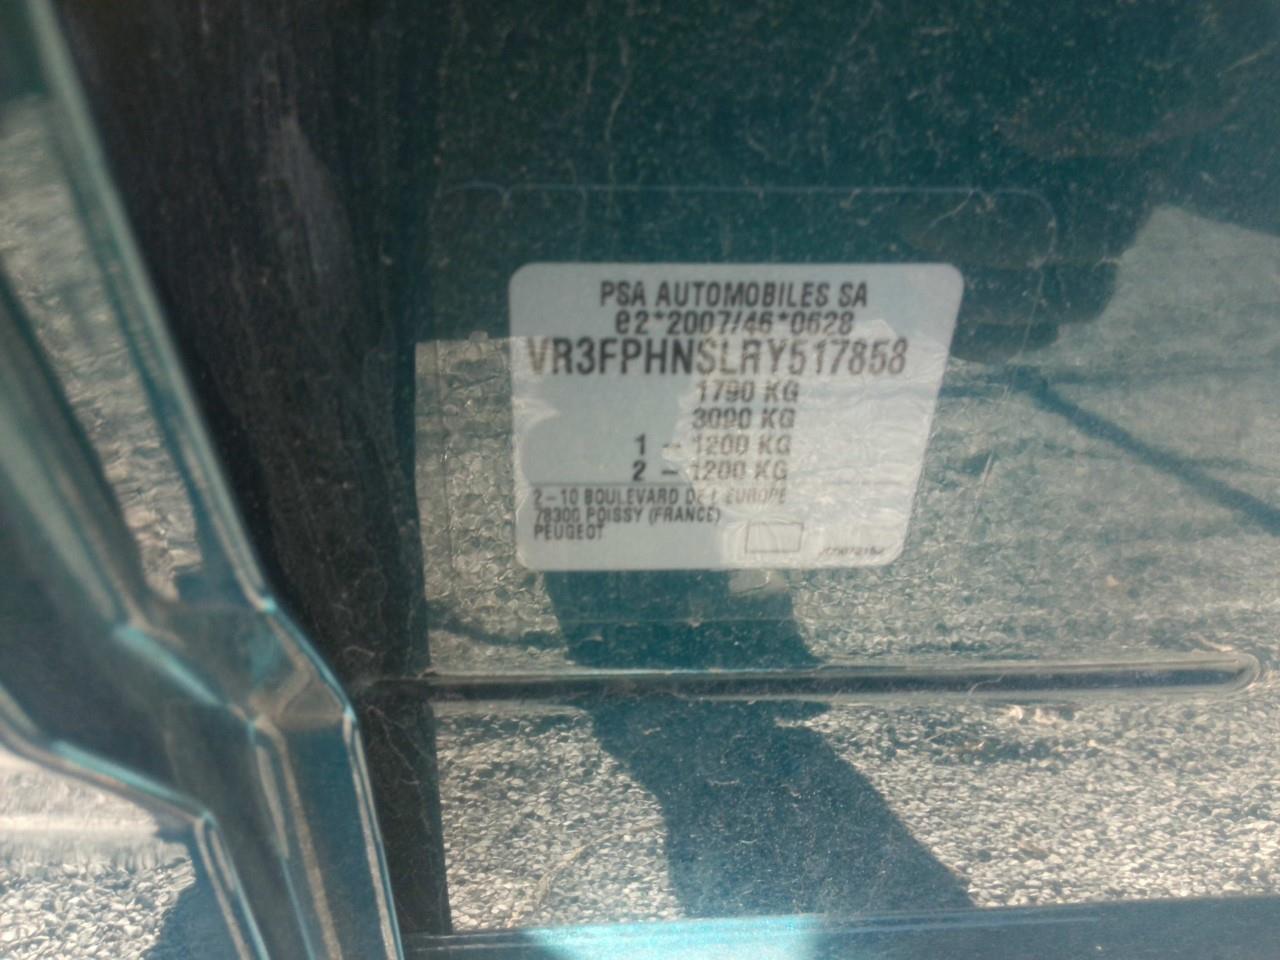 PSA AUTOMOBILES SA
e2*2007/46*0628
VR3FPHNSLRY517858
1790 KG
3090 KG
1 - 1200 KG
2 - 1200 KG
2-10 BOULEVARD DE L'EUROPE
78300 POISSY (FRANCE)
PEUGEOT